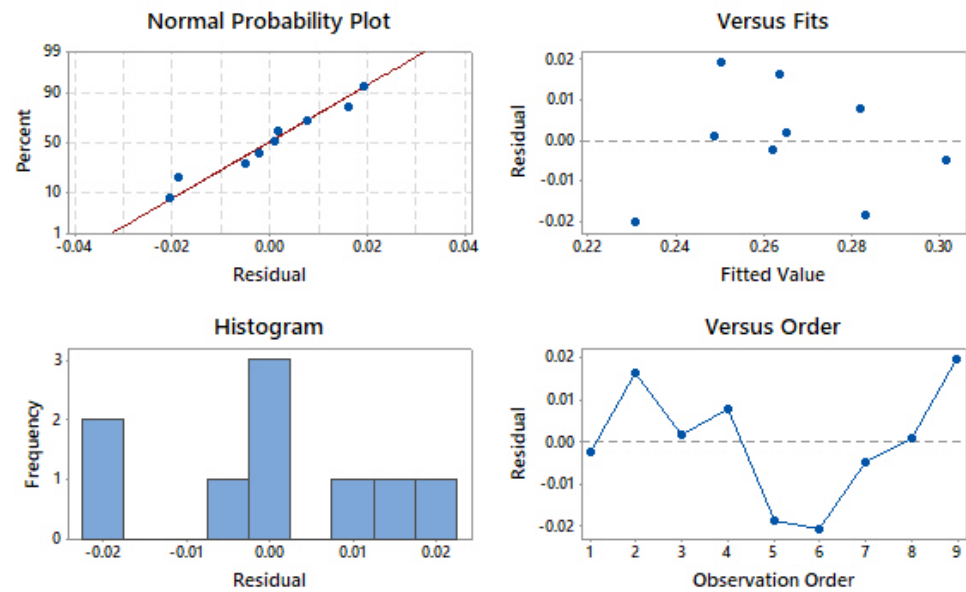 Normal Probability Plot
99
90
50
10
1
Percent
-0.04 -0.02 0.00 0.02 0.04
Residual
Versus Fits
0.02
0.01
0.00
-0.01
-0.02
Residual
0.22 0.24 0.26 0.28 0.30
Fitted Value
Histogram
3
2
1
0
Frequency
-0.02 -0.01 0.00 0.01 0.02
Residual
Versus Order
0.02
0.01
0.00
-0.01
-0.02
Residual
1 2 3 4 5 6 7 8 9
Observation Order